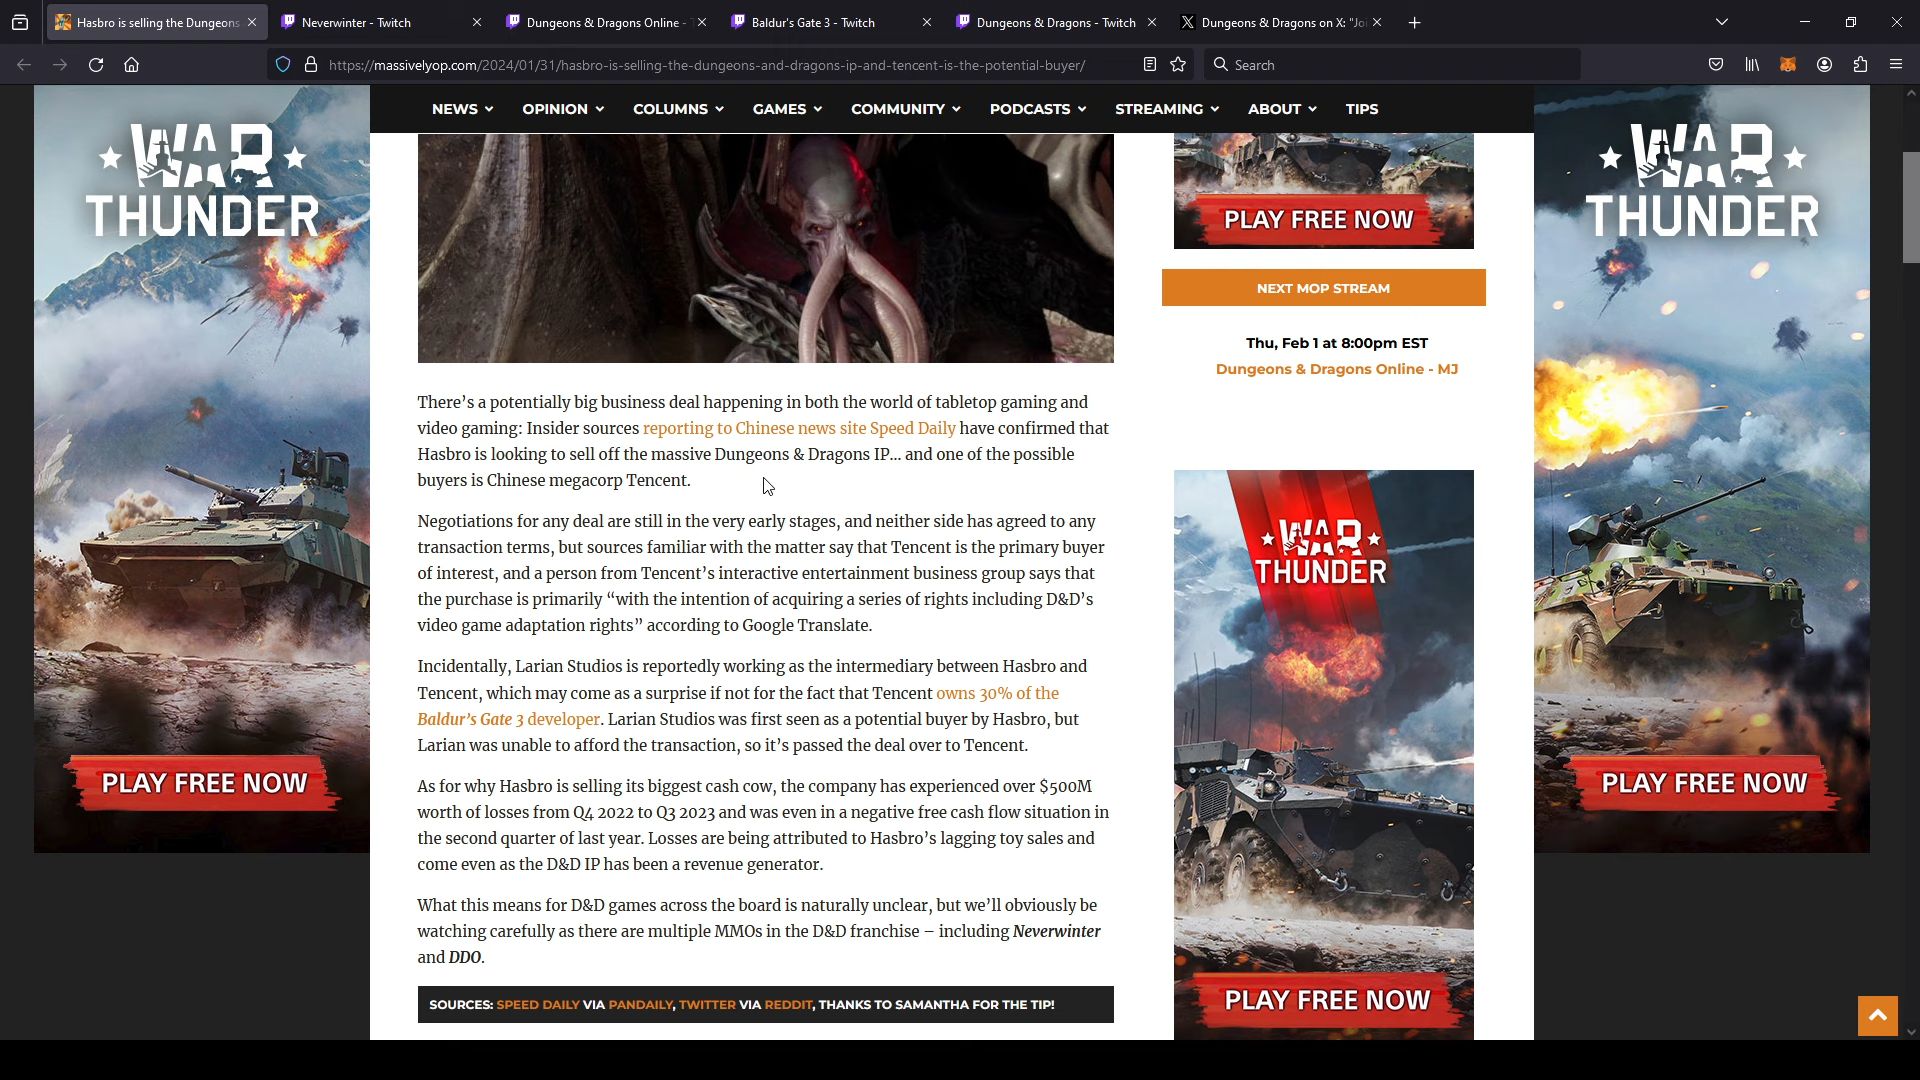 Hasbro is selling the Dungeons
Neverwinter - Twitch
Dungeons & Dragons Online -
Baldur's Gate 3 - Twitch
Dungeons & Dragons - Twitch
Dungeons & Dragons on X: "Joi
https://massivelyop.com/2024/01/31/hasbro-is-selling-the-dungeons-and-dragons-ip-and-tencent-is-the-potential-buyer/
Search
NEWS
OPINION
COLUMNS
GAMES
COMMUNITY
PODCASTS
STREAMING
ABOUT
TIPS
WAR
THUNDER
PLAY FREE NOW
There’s a potentially big business deal happening in both the world of tabletop gaming and
video gaming: Insider sources reporting to Chinese news site Speed Daily have confirmed that
Hasbro is looking to sell off the massive Dungeons & Dragons IP… and one of the possible
buyers is Chinese megacorp Tencent.
Negotiations for any deal are still in the very early stages, and neither side has agreed to any
transaction terms, but sources familiar with the matter say that Tencent is the primary buyer
of interest, and a person from Tencent’s interactive entertainment business group says that
the purchase is primarily “with the intention of acquiring a series of rights including D&D’s
video game adaptation rights” according to Google Translate.
Incidentally, Larian Studios is reportedly working as the intermediary between Hasbro and
Tencent, which may come as a surprise if not for the fact that Tencent owns 30% of the
Baldur’s Gate 3 developer. Larian Studios was first seen as a potential buyer by Hasbro, but
Larian was unable to afford the transaction, so it’s passed the deal over to Tencent.
As for why Hasbro is selling its biggest cash cow, the company has experienced over $500M
worth of losses from Q4 2022 to Q3 2023 and was even in a negative free cash flow situation in
the second quarter of last year. Losses are being attributed to Hasbro’s lagging toy sales and
come even as the D&D IP has been a revenue generator.
What this means for D&D games across the board is naturally unclear, but we’ll obviously be
watching carefully as there are multiple MMOs in the D&D franchise – including Neverwinter
and DDO.
SOURCES: SPEED DAILY VIA PANDAILY, TWITTER VIA REDDIT, THANKS TO SAMANTHA FOR THE TIP!
PLAY FREE NOW
NEXT MOP STREAM
Thu, Feb 1 at 8:00pm EST
Dungeons & Dragons Online - MJ
WAR
THUNDER
PLAY FREE NOW
WAR
THUNDER
PLAY FREE NOW